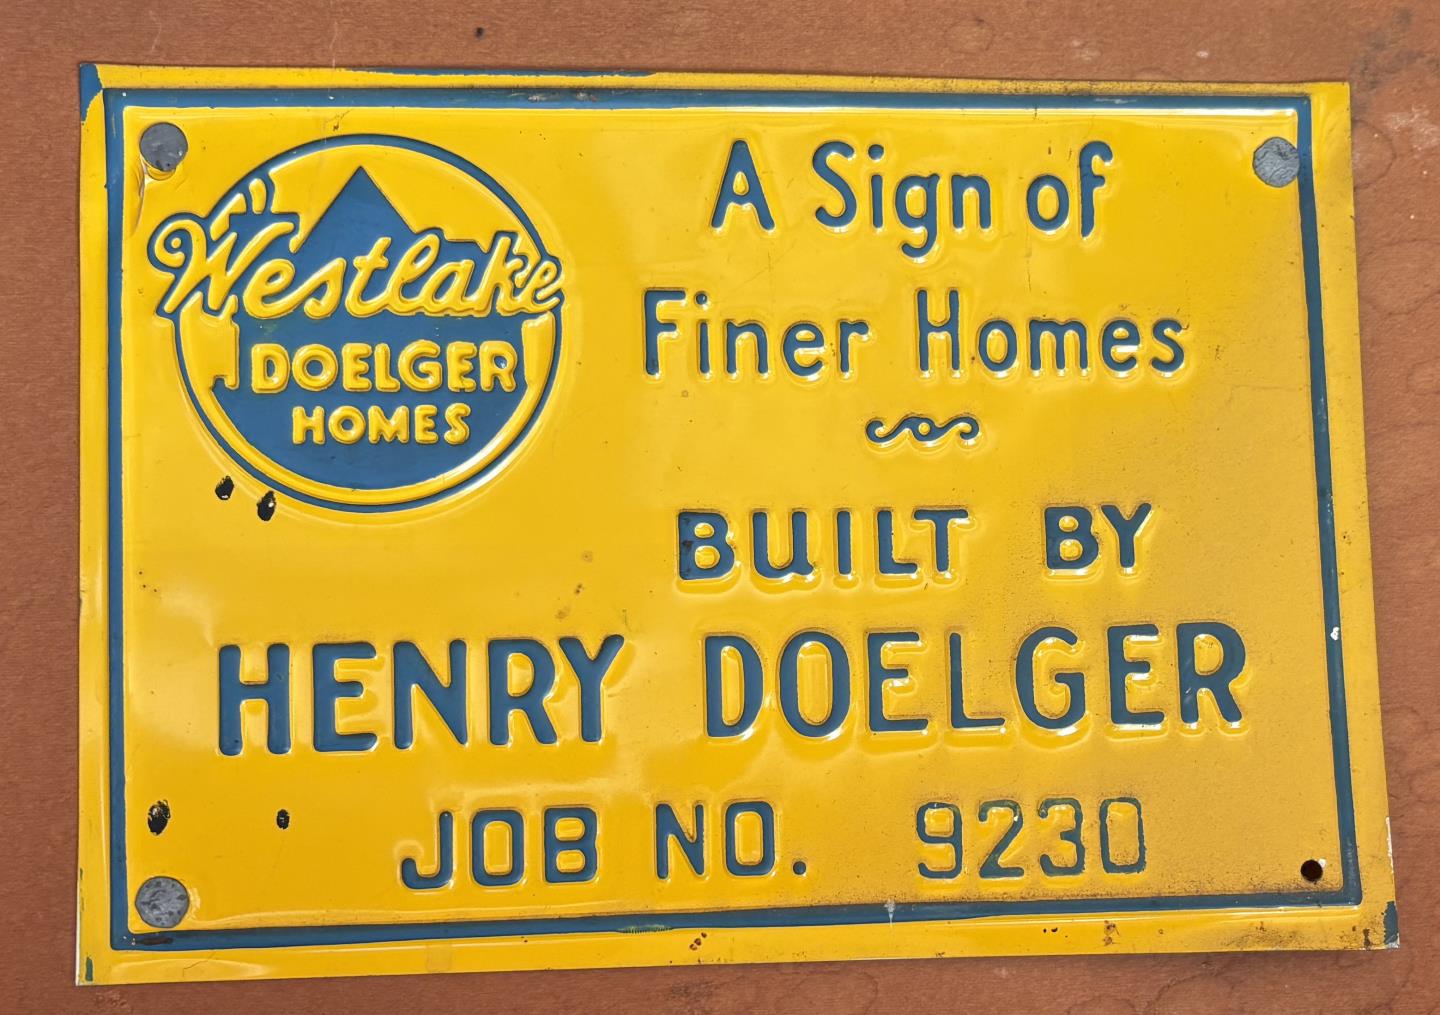 Westlake
DOELGER
HOMES
A Sign of
Finer Homes
BUILT BY
HENRY DOELGER
JOB NO. 9230